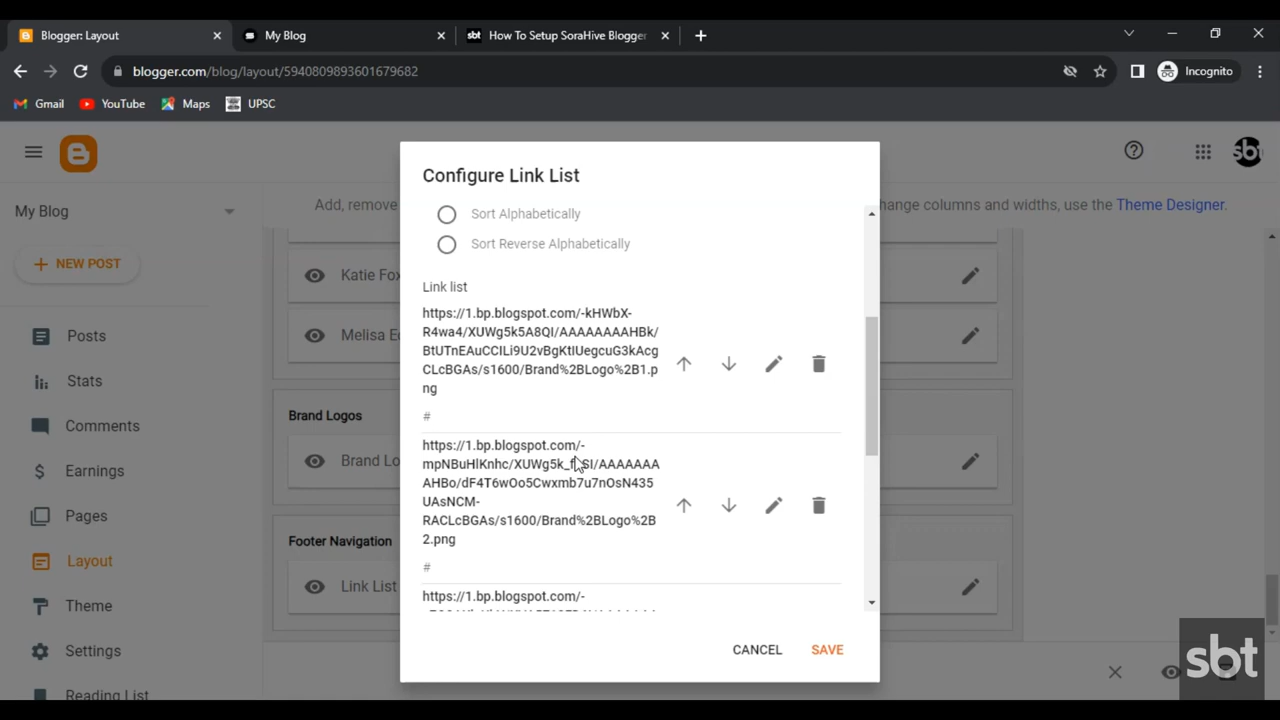 Blogger: Layout
My Blog
sbt How To Setup SoraHive Blogger
blogger.com/blog/layout/5940809893601679682
Incognito
Gmail
YouTube
Maps
UPSC
sbt
My Blog
Add, remove
change columns and widths, use the Theme Designer.
NEW POST
Posts
Stats
Comments
Earnings
Pages
Layout
Theme
Settings
Reading List
Katie Fox
Melisa Ed
Brand Logos
Brand Lo
Footer Navigation
Link List
Configure Link List
Sort Alphabetically
Sort Reverse Alphabetically
Link list
https://1.bp.blogspot.com/-kHWbX-
R4wa4/XUWg5k5A8QI/AAAAAAAAHBk/
BtUTnEAuCCILi9U2vBgKtIUegcuG3kAcg
CLcBGAs/s1600/Brand%2BLogo%2B1.p
ng
#
https://1.bp.blogspot.com/-
AHBo/dF4T6wOo5Cwxmb7u7nOsN435
UAsNCM-
RACLcBGAs/s1600/Brand%2BLogo%2B
2.png
#
https://1.bp.blogspot.com/-
CANCEL
SAVE
sbt